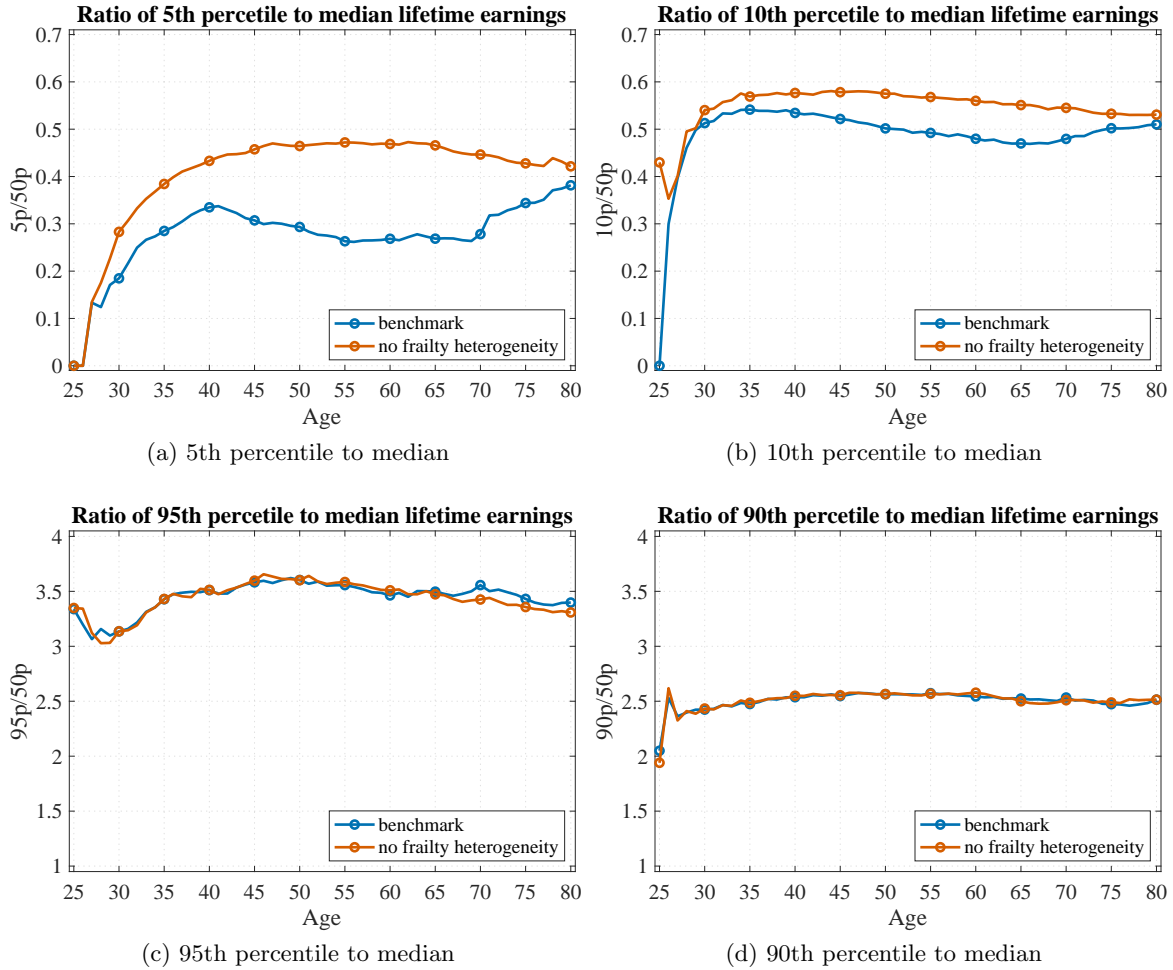 Ratio of 5th percetile to median lifetime earnings
0.7
0.6
0.5
0.4
0.3
0.2
0.1
0
5p/50p
benchmark
no frailty heterogeneity
25 30 35 40 45 50 55 60 65 70 75 80
Age
(a) 5th percentile to median
Ratio of 10th percetile to median lifetime earnings
0.7
0.6
0.5
0.4
0.3
0.2
0.1
0
10p/50p
benchmark
no frailty heterogeneity
25 30 35 40 45 50 55 60 65 70 75 80
Age
(b) 10th percentile to median
Ratio of 95th percetile to median lifetime earnings
4
3.5
3
2.5
2
1.5
1
95p/50p
benchmark
no frailty heterogeneity
25 30 35 40 45 50 55 60 65 70 75 80
Age
(c) 95th percentile to median
Ratio of 90th percetile to median lifetime earnings
4
3.5
3
2.5
2
1.5
1
90p/50p
benchmark
no frailty heterogeneity
25 30 35 40 45 50 55 60 65 70 75 80
Age
(d) 90th percentile to median